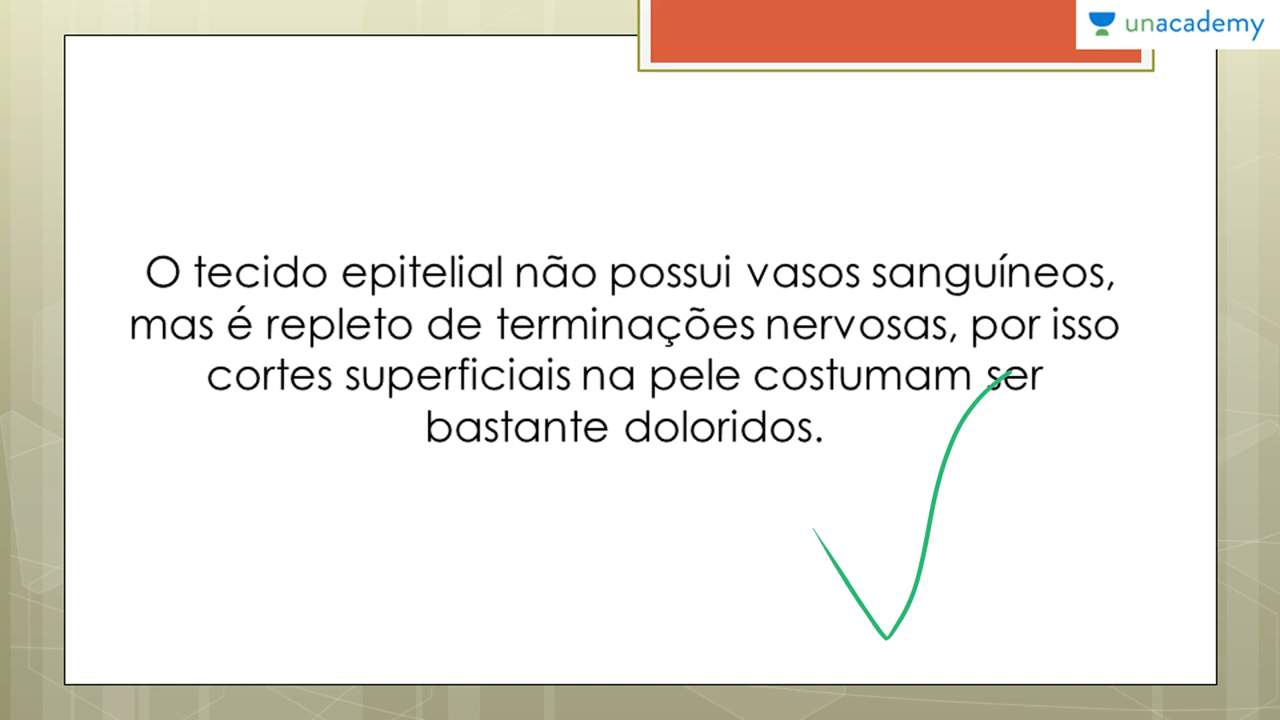 unacademy
O tecido epitelial não possui vasos sanguíneos,
mas é repleto de terminações nervosas, por isso
cortes superficiais na pele costumam ser
bastante doloridos.